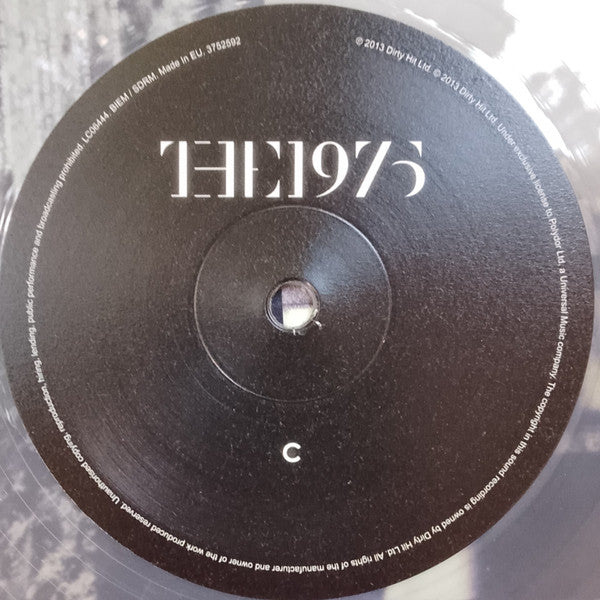 THE1975
C
℗ 2013 Dirty Hit Ltd. © 2013 Dirty Hit Ltd. Under exclusive license to Polydor Ltd., a Universal Music company. The copyright in this sound recording is owned by Dirty Hit Ltd. All rights of the manufacturer and owner of the work produced reserved. Unauthorised copying, reproduction, hiring, lending, public performance and broadcasting prohibited. LC06444. BIEM / SDRM. Made in EU. 3752592